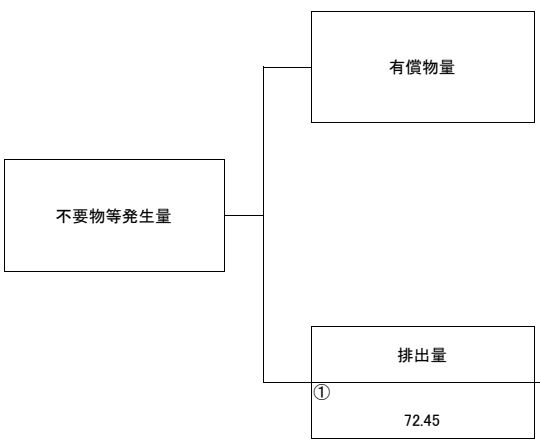 有償物量
不要物等発生量
排出量
①
72.45